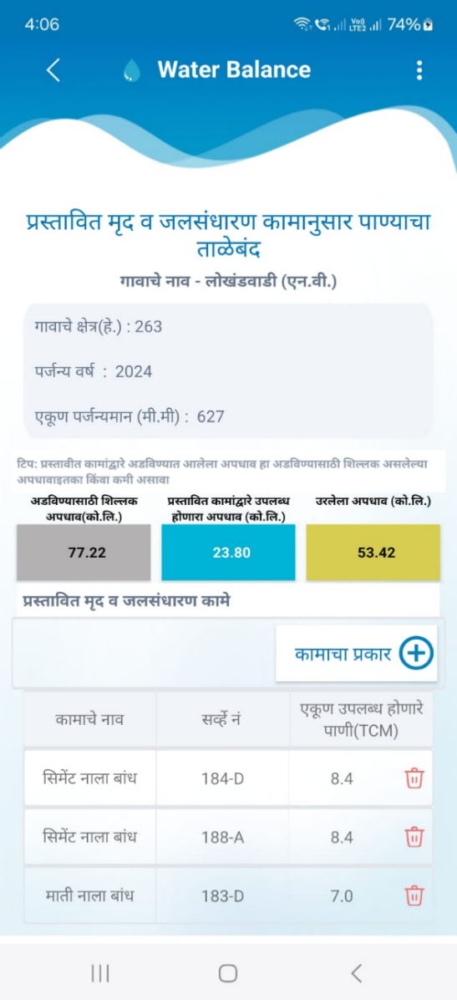 4:06
Vo))
LTE2
74%
Water Balance
प्रस्तावित मृद व जलसंधारण कामानुसार पाण्याचा
ताळेबंद
गावाचे नाव - लोखंडवाडी (एन.वी.)
गावाचे क्षेत्र(हे.) : 263
पर्जन्य वर्ष : 2024
एकूण पर्जन्यमान (मी.मी) : 627
टिप: प्रस्तावीत कामांद्वारे अडविण्यात आलेला अपधाव हा अडविण्यासाठी शिल्लक असलेल्या
अपधावाइतका किंवा कमी असावा
अडविण्यासाठी शिल्लक
अपधाव(को.लि.)
प्रस्तावित कामांद्वारे उपलब्ध
होणारा अपधाव (को.लि.)
उरलेला अपधाव (को.लि.)
77.22 23.80 53.42
प्रस्तावित मृद व जलसंधारण कामे
कामाचा प्रकार
कामाचे नाव सर्व्हे नं एकूण उपलब्ध होणारे
पाणी(TCM)
सिमेंट नाला बांध 184-D 8.4
सिमेंट नाला बांध 188-A 8.4
माती नाला बांध 183-D 7.0